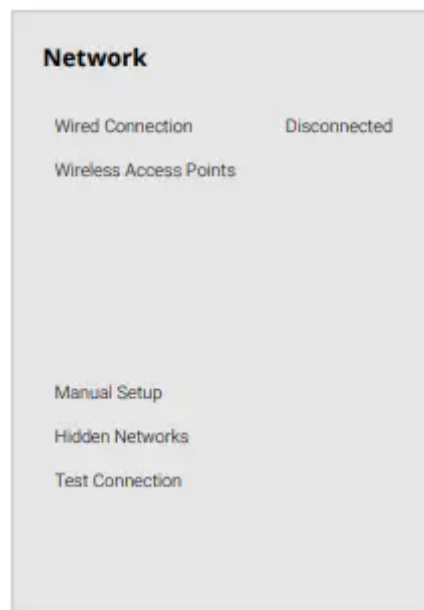 Network
Wired Connection Disconnected
Wireless Access Points
Manual Setup
Hidden Networks
Test Connection